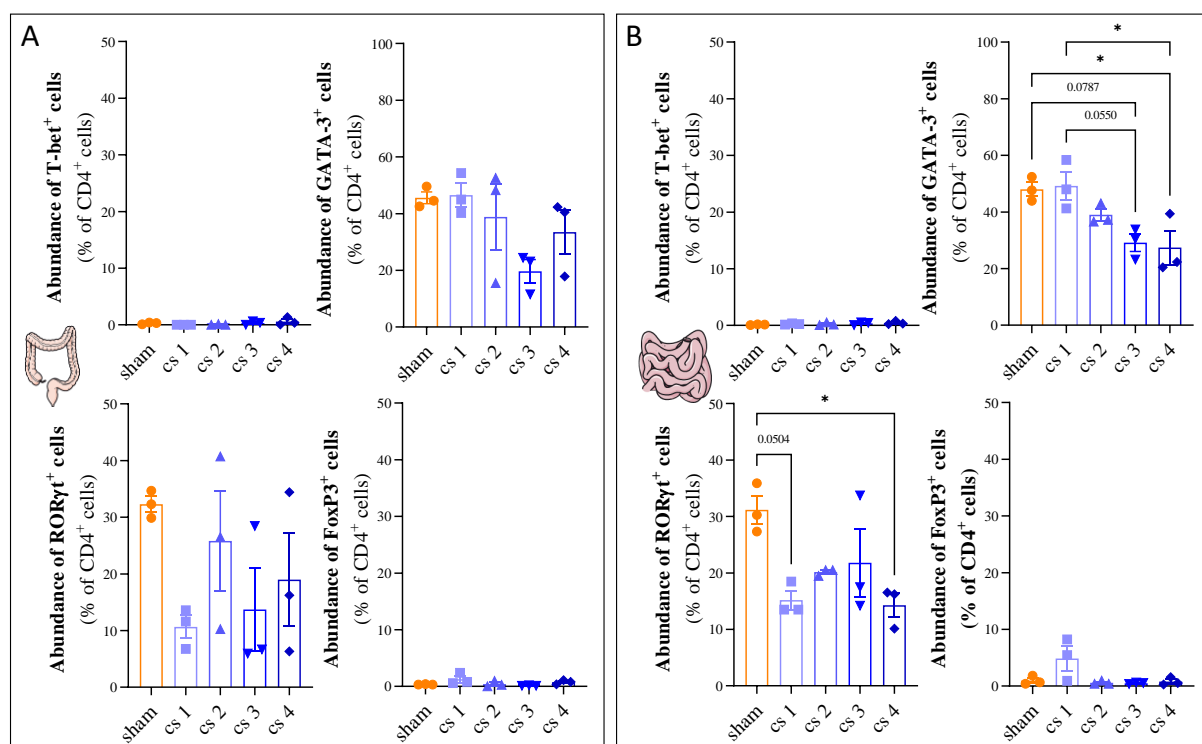 A
Abundance of T-bet⁺ cells
(% of CD4⁺ cells)
50
40
30
20
10
0
sham
cs 1
cs 2
cs 3
cs 4
Abundance of GATA-3⁺ cells
(% of CD4⁺ cells)
100
80
60
40
20
0
sham
cs 1
cs 2
cs 3
cs 4
Abundance of RORγt⁺ cells
(% of CD4⁺ cells)
50
40
30
20
10
0
sham
cs 1
cs 2
cs 3
cs 4
Abundance of FoxP3⁺ cells
(% of CD4⁺ cells)
50
40
30
20
10
0
sham
cs 1
cs 2
cs 3
cs 4
B
Abundance of T-bet⁺ cells
(% of CD4⁺ cells)
50
40
30
20
10
0
sham
cs 1
cs 2
cs 3
cs 4
Abundance of GATA-3⁺ cells
(% of CD4⁺ cells)
100
80
60
40
20
0
*
*
0.0787
0.0550
sham
cs 1
cs 2
cs 3
cs 4
Abundance of RORγt⁺ cells
(% of CD4⁺ cells)
50
40
30
20
10
0
*
0.0504
sham
cs 1
cs 2
cs 3
cs 4
Abundance of FoxP3⁺ cells
(% of CD4⁺ cells)
50
40
30
20
10
0
sham
cs 1
cs 2
cs 3
cs 4